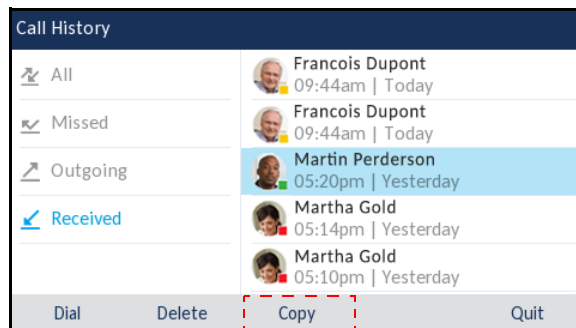 Call History
All
Missed
Outgoing
Received
Francois Dupont
09:44am | Today
Francois Dupont
09:44am | Today
Martin Perderson
05:20pm | Yesterday
Martha Gold
05:14pm | Yesterday
Martha Gold
05:10pm | Yesterday
Dial Delete Copy Quit